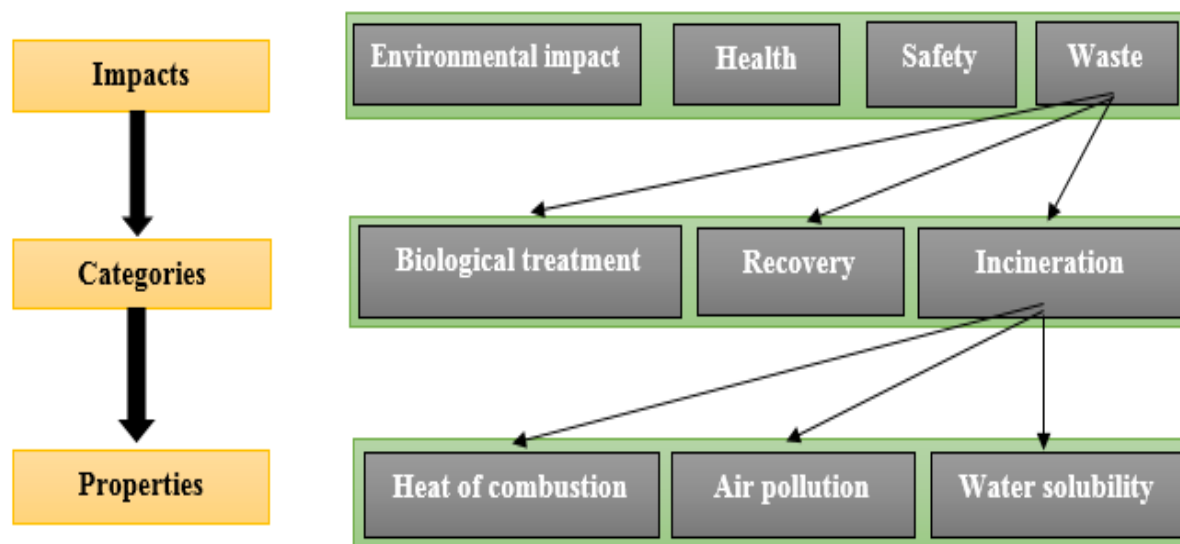 Impacts
Environmental impact
Health
Safety
Waste
Categories
Biological treatment
Recovery
Incineration
Properties
Heat of combustion
Air pollution
Water solubility